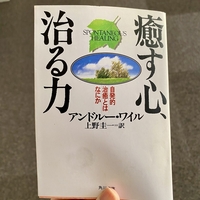 癒す心、
治る力
SPONTANEOUS
HEALING
自発的
治癒とは
なにか
アンドルー・ワイル
上野圭一＝訳